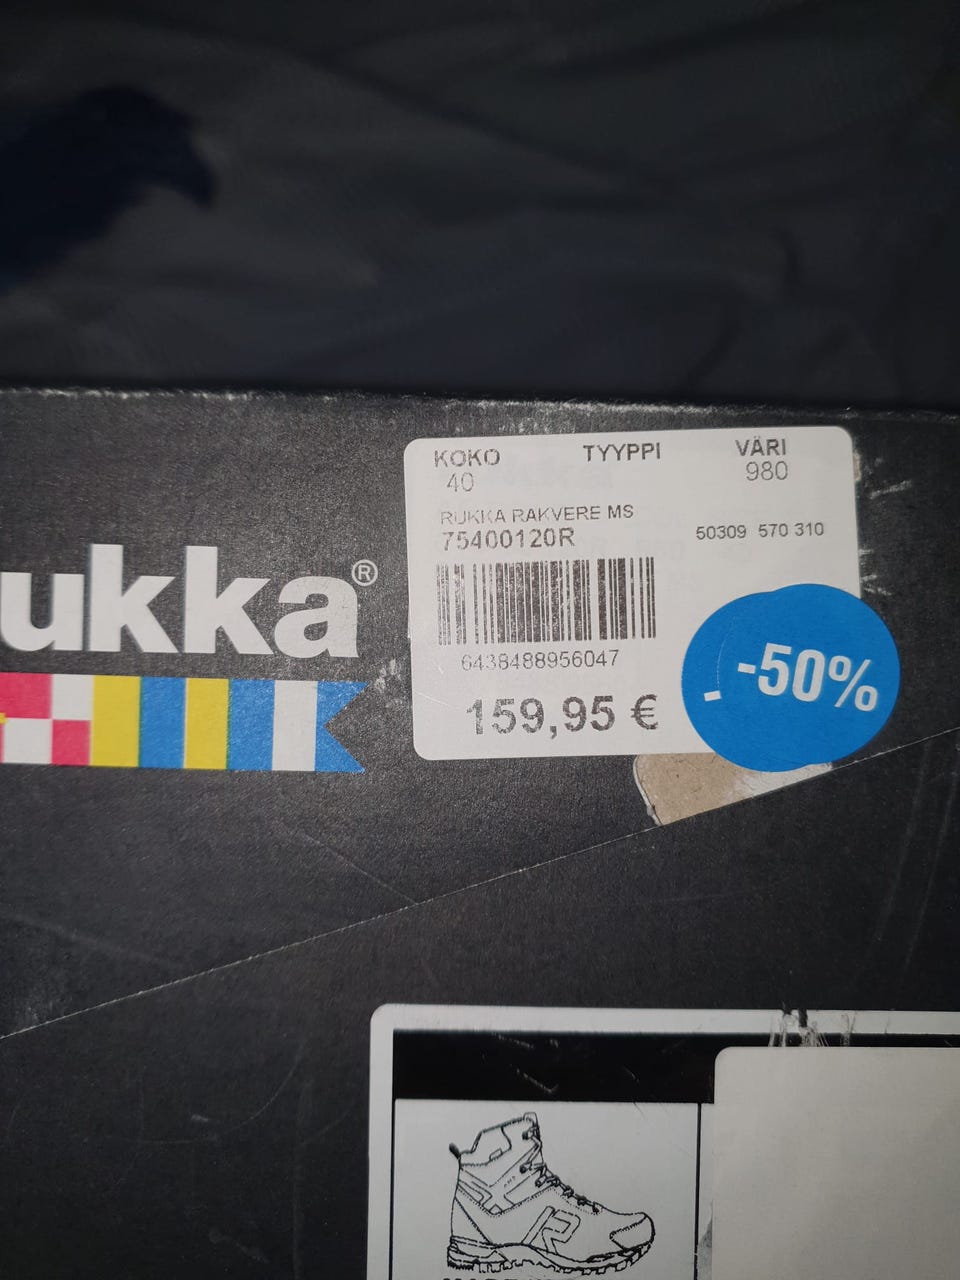 KOKO TYYPPI VÄRI
40 980
RUKKA RAKVERE MS
75400120R 50309 570 310
6438488956047
159,95 €
- -50%
ukka®